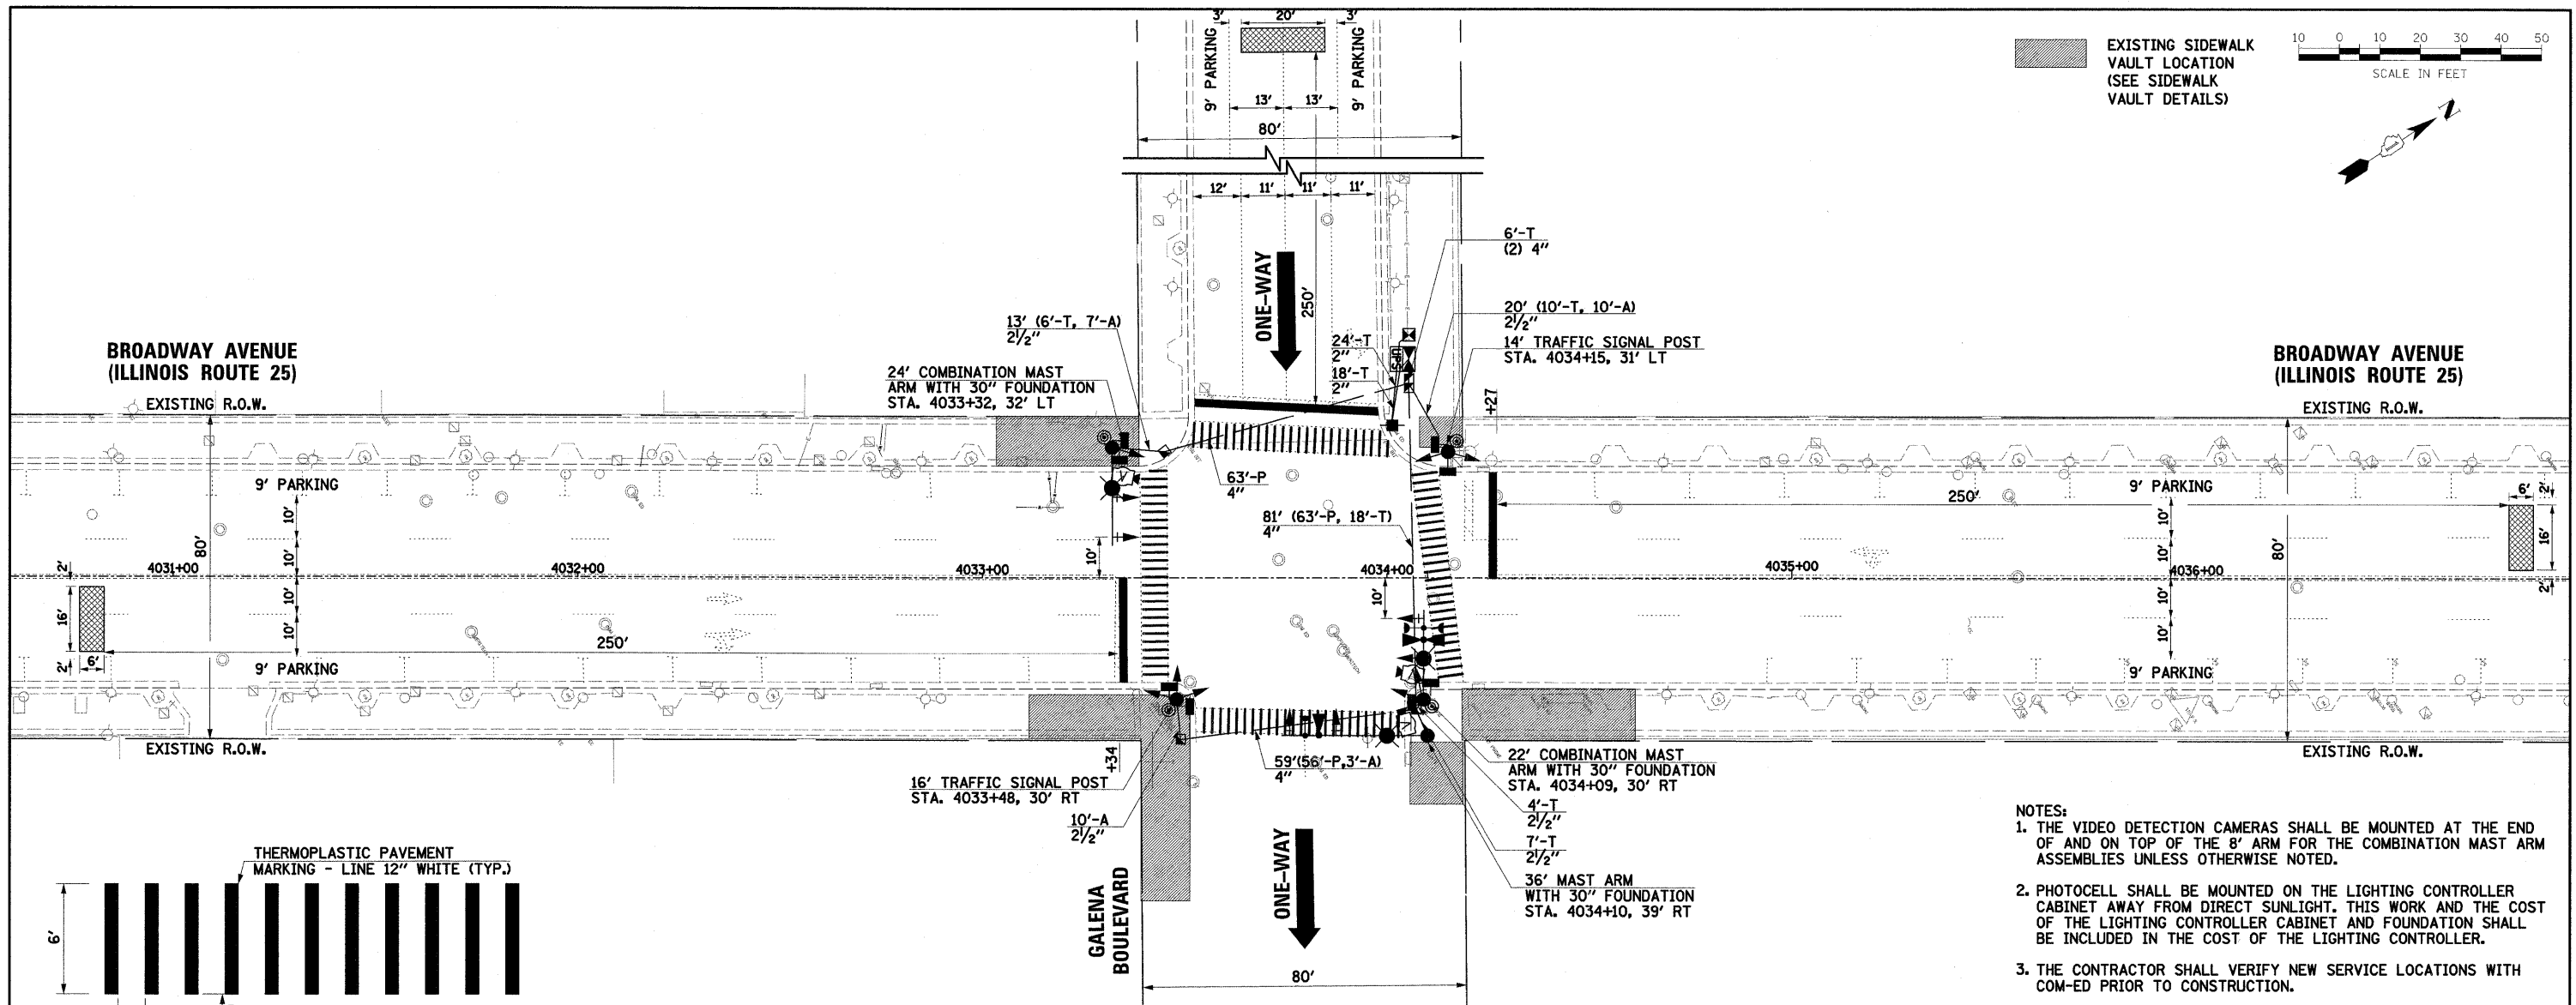 3'
20'
3'
9' PARKING
9' PARKING
13'
13'
80'
12'
11'
11'
11'
ONE-WAY
250'
EXISTING SIDEWALK
VAULT LOCATION
(SEE SIDEWALK
VAULT DETAILS)
10 0 10 20 30 40 50
SCALE IN FEET
N
BROADWAY AVENUE
(ILLINOIS ROUTE 25)
EXISTING R.O.W.
13' (6'-T, 7'-A)
2 1/2"
24' COMBINATION MAST
ARM WITH 30" FOUNDATION
STA. 4033+32, 32' LT
6'-T
(2) 4"
20' (10'-T, 10'-A)
2 1/2"
14' TRAFFIC SIGNAL POST
STA. 4034+15, 31' LT
24'-T
2"
18'-T
2"
UPS
+27
BROADWAY AVENUE
(ILLINOIS ROUTE 25)
EXISTING R.O.W.
9' PARKING
63'-P
4"
81' (63'-P, 18'-T)
4"
9' PARKING
250'
6'
2'
16'
2'
10'
10'
10'
10'
80'
10'
10'
10'
10'
10'
10'
80'
4031+00
4032+00
4033+00
4034+00
4035+00
4036+00
2'
16'
2'
6'
250'
9' PARKING
9' PARKING
EXISTING R.O.W.
EXISTING R.O.W.
+34
59'(56'-P,3'-A)
4"
16' TRAFFIC SIGNAL POST
STA. 4033+48, 30' RT
10'-A
2 1/2"
22' COMBINATION MAST
ARM WITH 30" FOUNDATION
STA. 4034+09, 30' RT
4'-T
2 1/2"
7'-T
2 1/2"
36' MAST ARM
WITH 30" FOUNDATION
STA. 4034+10, 39' RT
GALENA
BOULEVARD
ONE-WAY
80'
THERMOPLASTIC PAVEMENT
MARKING - LINE 12" WHITE (TYP.)
6'
NOTES:
1. THE VIDEO DETECTION CAMERAS SHALL BE MOUNTED AT THE END
OF AND ON TOP OF THE 8' ARM FOR THE COMBINATION MAST ARM
ASSEMBLIES UNLESS OTHERWISE NOTED.
2. PHOTOCELL SHALL BE MOUNTED ON THE LIGHTING CONTROLLER
CABINET AWAY FROM DIRECT SUNLIGHT. THIS WORK AND THE COST
OF THE LIGHTING CONTROLLER CABINET AND FOUNDATION SHALL
BE INCLUDED IN THE COST OF THE LIGHTING CONTROLLER.
3. THE CONTRACTOR SHALL VERIFY NEW SERVICE LOCATIONS WITH
COM-ED PRIOR TO CONSTRUCTION.